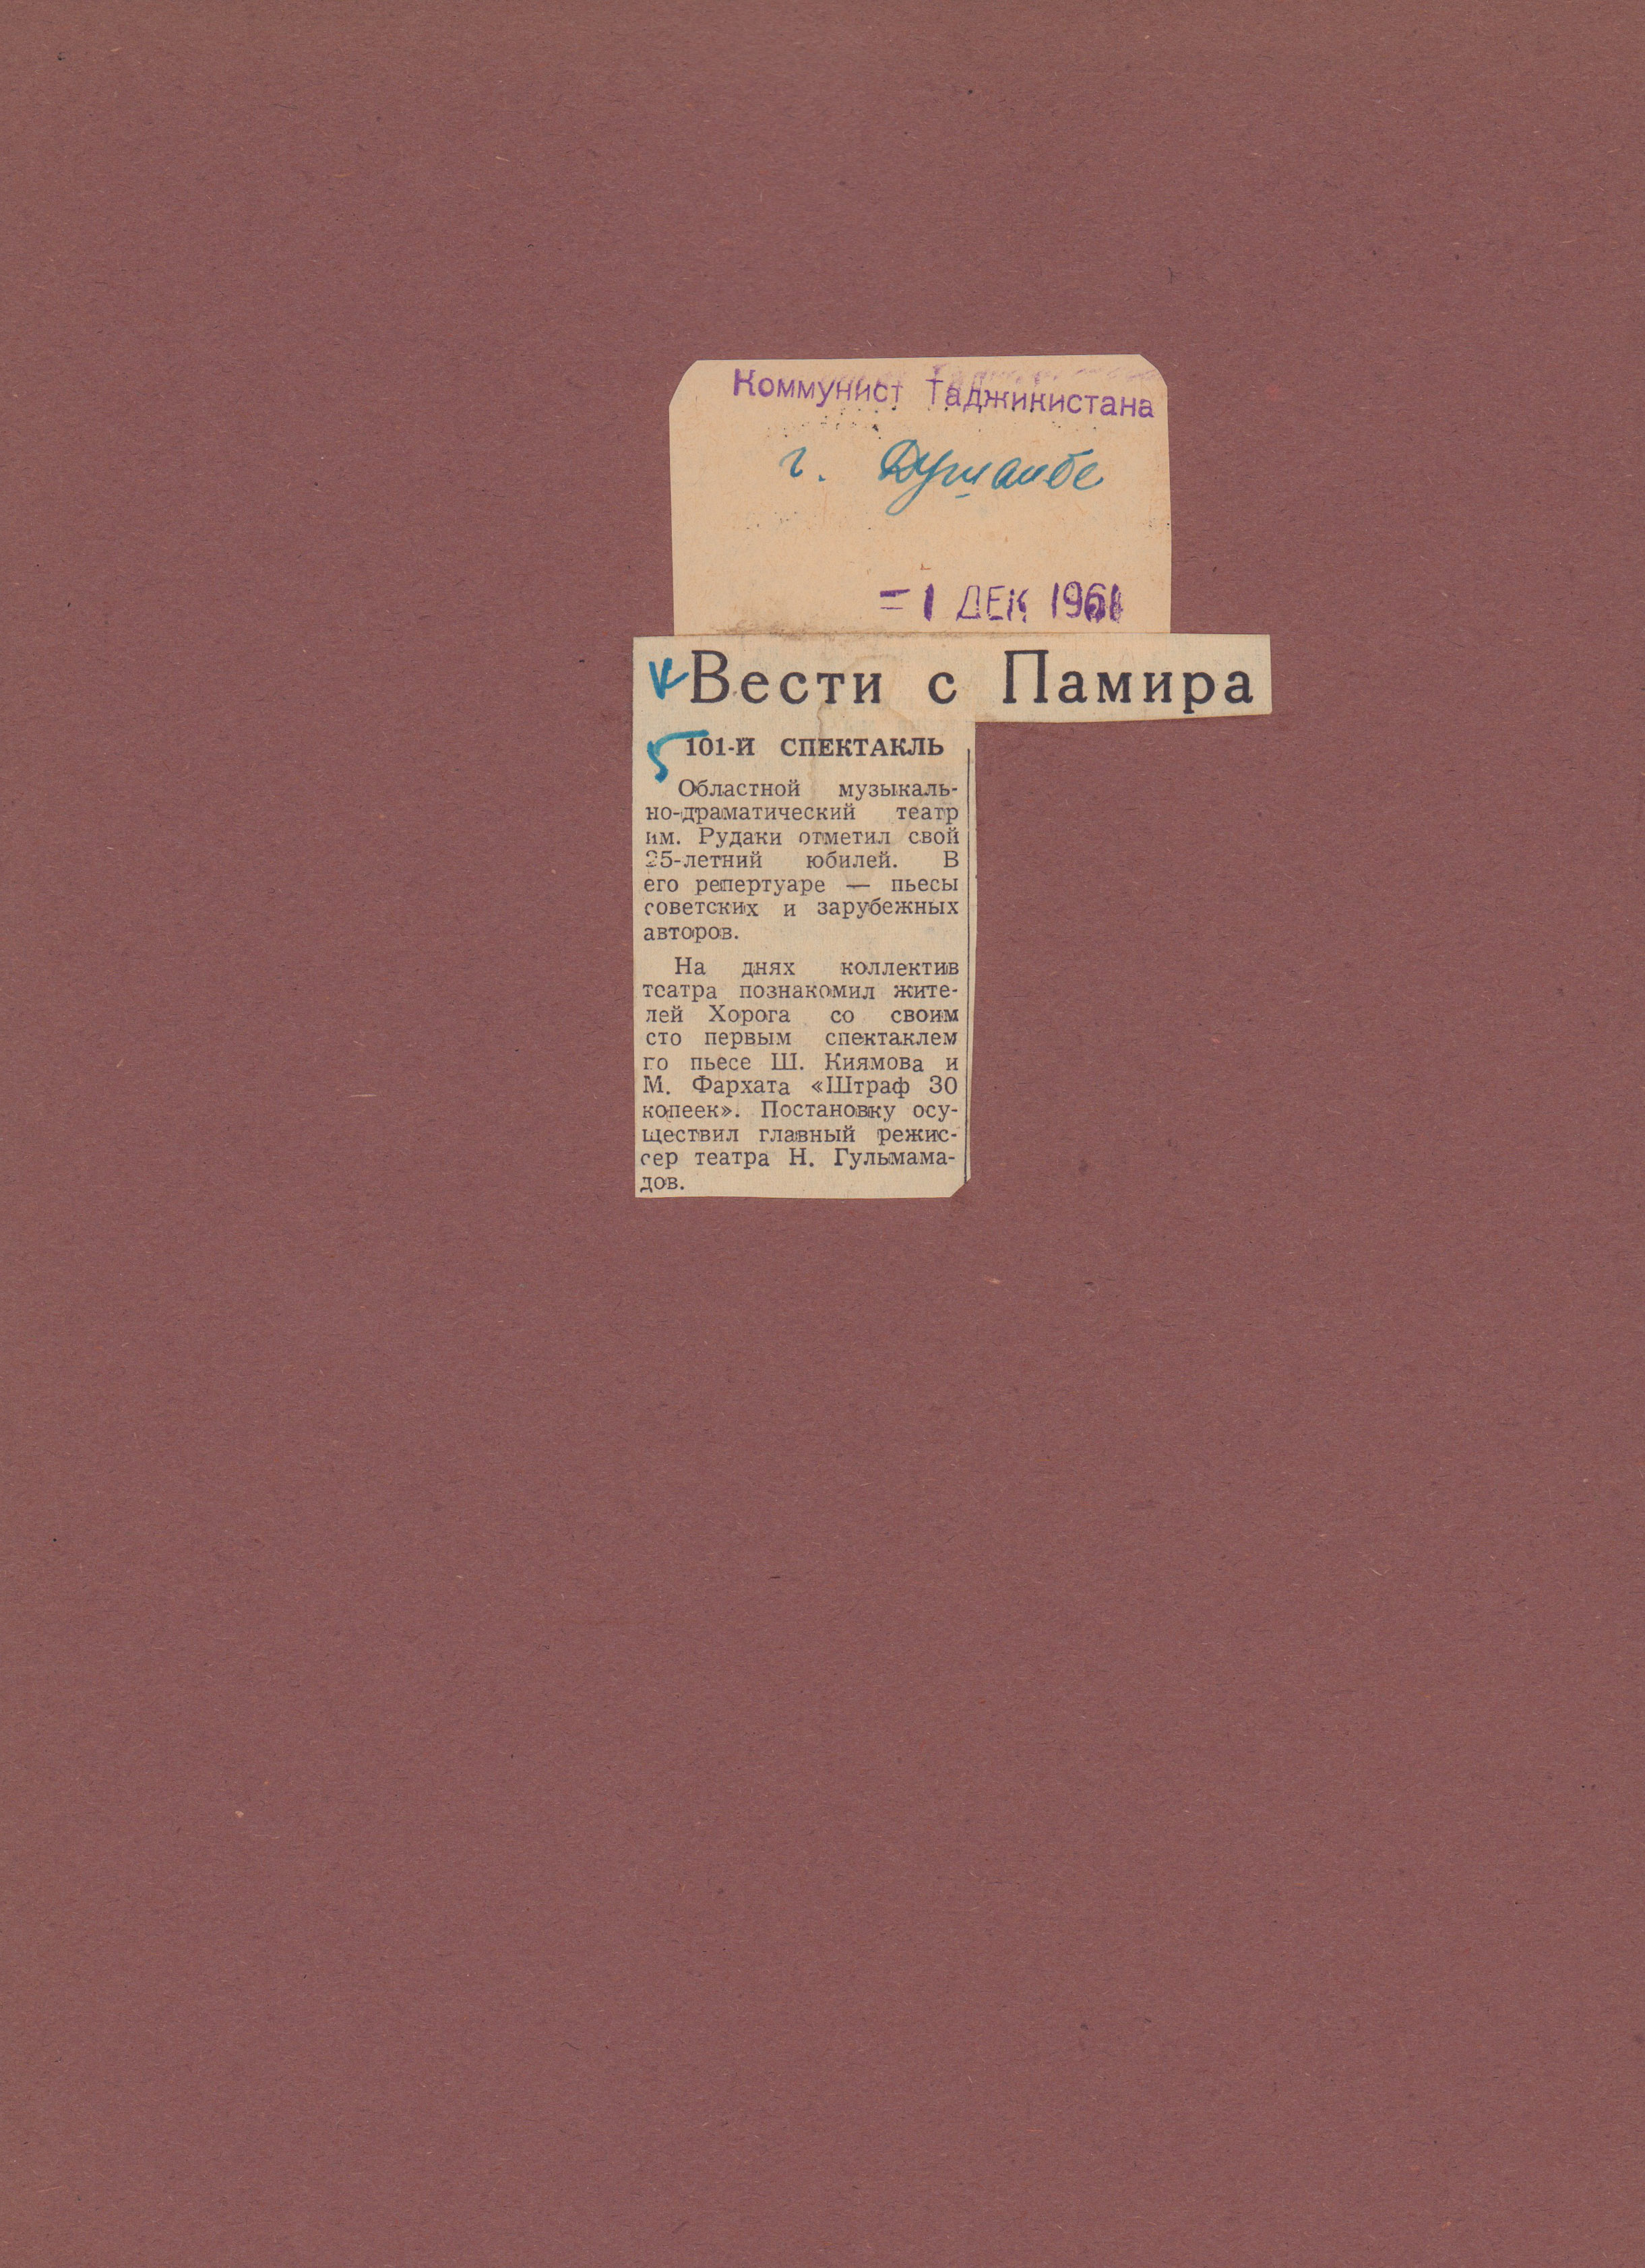 Коммунист Таджикистана
г. Душанбе
=1 ДЕК 1961
Вести с Памира
5
101-й СПЕКТАКЛЬ
Областной музыкаль-
но-драматический театр
им. Рудаки отметил свой
25-летний юбилей. В
его репертуаре — пьесы
советских и зарубежных
авторов.
На днях коллектив
театра познакомил жите-
лей Хорога со своим
сто первым спектаклем
по пьесе Ш. Киямова и
М. Фархата «Штраф 30
копеек». Постановку осу-
ществил главный режис-
сер театра Н. Гульмама-
дов.